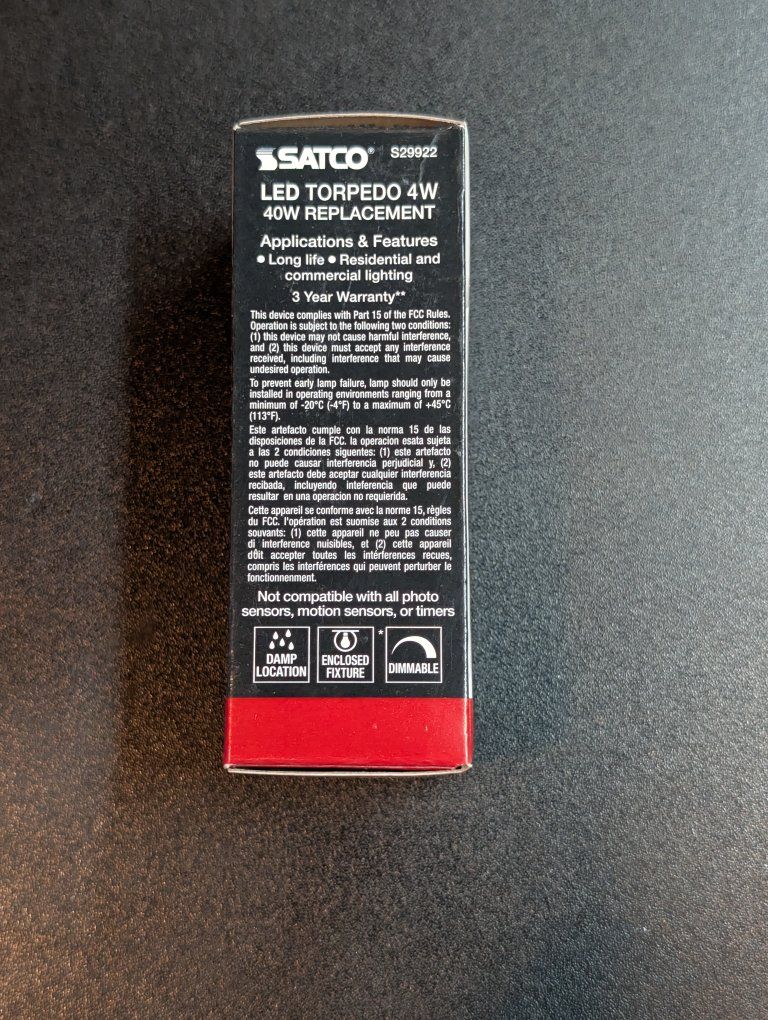 SATCO® S29922
LED TORPEDO 4W
40W REPLACEMENT
Applications & Features
• Long life • Residential and
commercial lighting
3 Year Warranty**
This device complies with Part 15 of the FCC Rules.
Operation is subject to the following two conditions:
(1) this device may not cause harmful interference,
and (2) this device must accept any interference
received, including interference that may cause
undesired operation.
To prevent early lamp failure, lamp should only be
installed in operating environments ranging from a
minimum of -20°C (-4°F) to a maximum of +45°C
(113°F).
Este artefacto cumple con la norma 15 de las
disposiciones de la FCC. la operacion esata sujeta
a las 2 condiciones siguentes: (1) este artefacto
no puede causar interferencia perjudicial y, (2)
este artefacto debe aceptar cualquier interferencia
recibada, incluyendo inteferencia que puede
resultar en una operacion no requierida.
Cette appareil se conforme avec la norme 15, règles
du FCC. l'opération est suomise aux 2 conditions
souvants: (1) cette appareil ne peu pas causer
di interference nuisibles, et (2) cette appareil
dôit accepter toutes les intérferences recues,
compris les interférences qui peuvent perturber le
fonctionnenment.
Not compatible with all photo
sensors, motion sensors, or timers
DAMP
LOCATION
ENCLOSED
FIXTURE
*
DIMMABLE